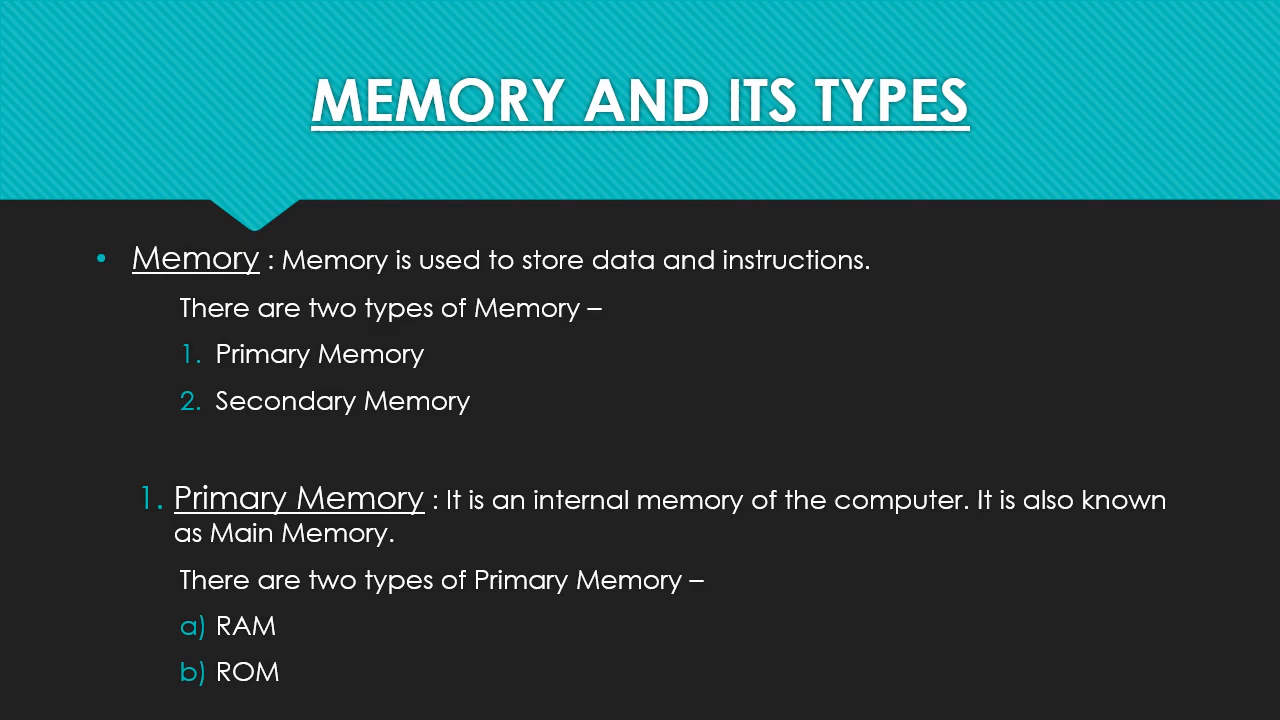 MEMORY AND ITS TYPES
• Memory : Memory is used to store data and instructions.
There are two types of Memory –
1. Primary Memory
2. Secondary Memory
1. Primary Memory : It is an internal memory of the computer. It is also known
as Main Memory.
There are two types of Primary Memory –
a) RAM
b) ROM